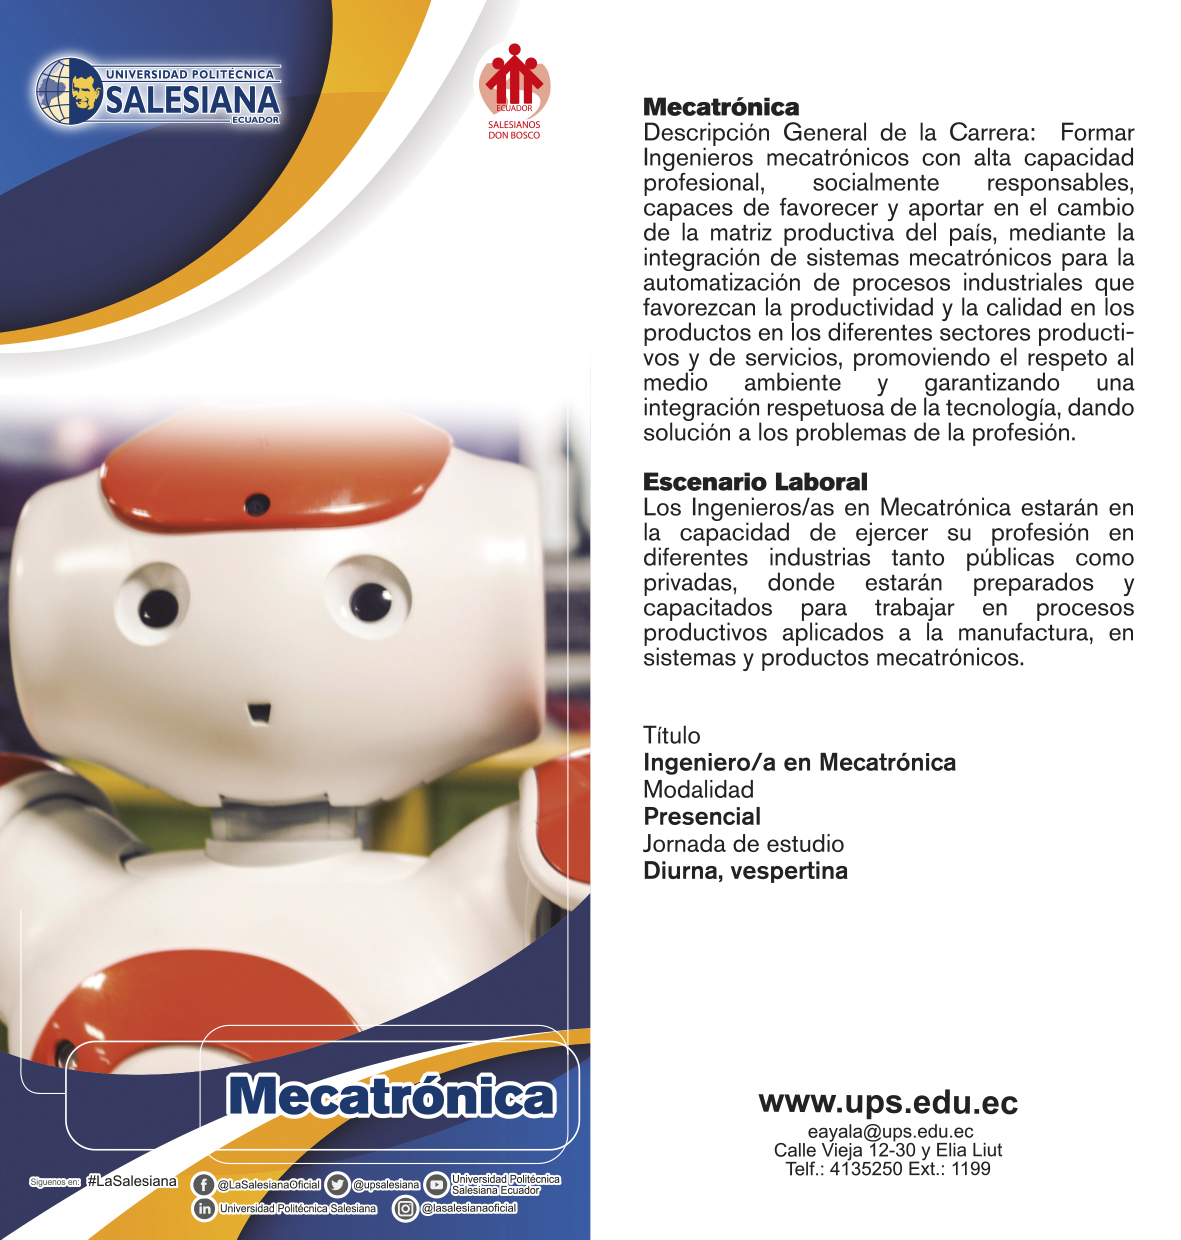 UNIVERSIDAD POLITÉCNICA
SALESIANA
ECUADOR
ECUADOR
SALESIANOS
DON BOSCO
Mecatrónica
Siguenos en: #LaSalesiana
@LaSalesianaOficial
@upsalesiana
Universidad Politécnica
Salesiana Ecuador
Universidad Politécnica Salesiana
@lasalesianaoficial
Mecatrónica
Descripción General de la Carrera: Formar
Ingenieros mecatrónicos con alta capacidad
profesional, socialmente responsables,
capaces de favorecer y aportar en el cambio
de la matriz productiva del país, mediante la
integración de sistemas mecatrónicos para la
automatización de procesos industriales que
favorezcan la productividad y la calidad en los
productos en los diferentes sectores producti-
vos y de servicios, promoviendo el respeto al
medio ambiente y garantizando una
integración respetuosa de la tecnología, dando
solución a los problemas de la profesión.
Escenario Laboral
Los Ingenieros/as en Mecatrónica estarán en
la capacidad de ejercer su profesión en
diferentes industrias tanto públicas como
privadas, donde estarán preparados y
capacitados para trabajar en procesos
productivos aplicados a la manufactura, en
sistemas y productos mecatrónicos.
Título
Ingeniero/a en Mecatrónica
Modalidad
Presencial
Jornada de estudio
Diurna, vespertina
www.ups.edu.ec
eayala@ups.edu.ec
Calle Vieja 12-30 y Elia Liut
Telf.: 4135250 Ext.: 1199